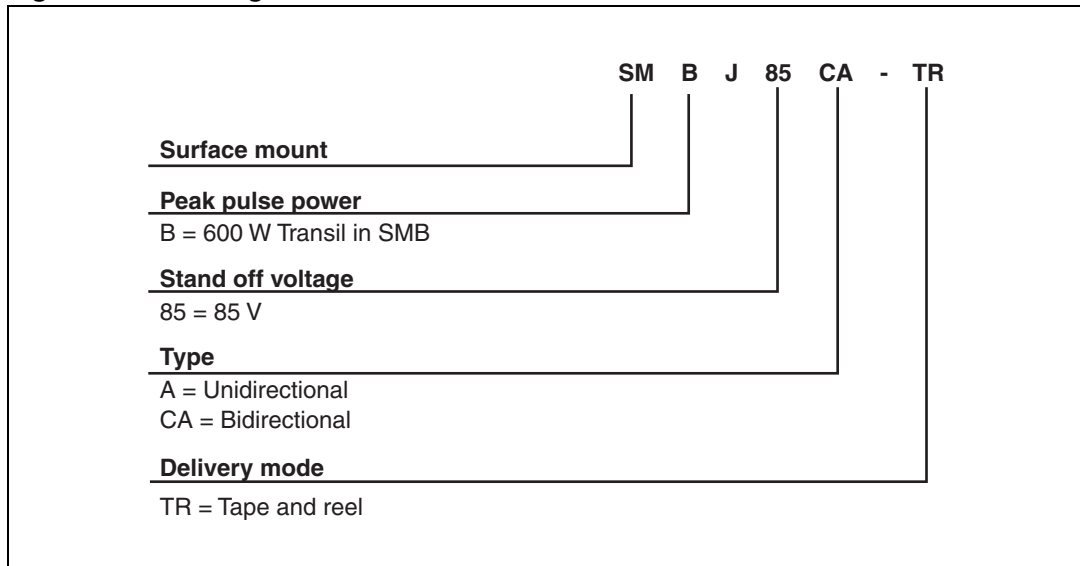 SM B J 85 CA - TR
Surface mount
Peak pulse power
B = 600 W Transil in SMB
Stand off voltage
85 = 85 V
Type
A = Unidirectional
CA = Bidirectional
Delivery mode
TR = Tape and reel